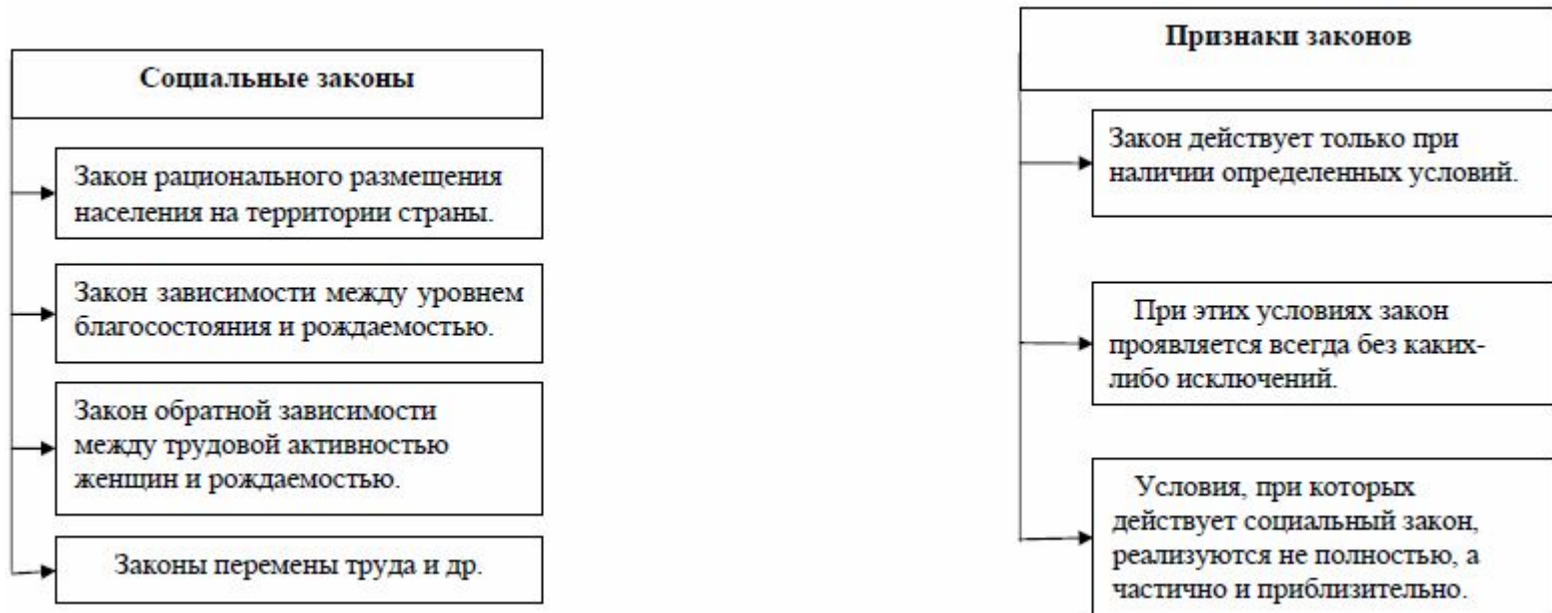 Социальные законы
Закон рационального размещения
населения на территории страны.
Закон зависимости между уровнем
благосостояния и рождаемостью.
Закон обратной зависимости
между трудовой активностью
женщин и рождаемостью.
Законы перемены труда и др.
Признаки законов
Закон действует только при
наличии определенных условий.
При этих условиях закон
проявляется всегда без каких-
либо исключений.
Условия, при которых
действует социальный закон,
реализуются не полностью, а
частично и приблизительно.